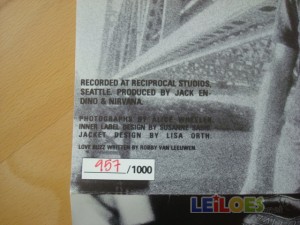 RECORDED AT RECIPROCAL STUDIOS,
SEATTLE. PRODUCED BY JACK EN-
DINO & NIRVANA.
PHOTOGRAPHS BY ALICE WHEELER
INNER LABEL DESIGN BY SUZANNE SASIC
JACKET DESIGN BY LISA ORTH
LOVE BUZZ WRITTEN BY ROBBY VAN LEEUWEN
957 /1000
LEiLOES